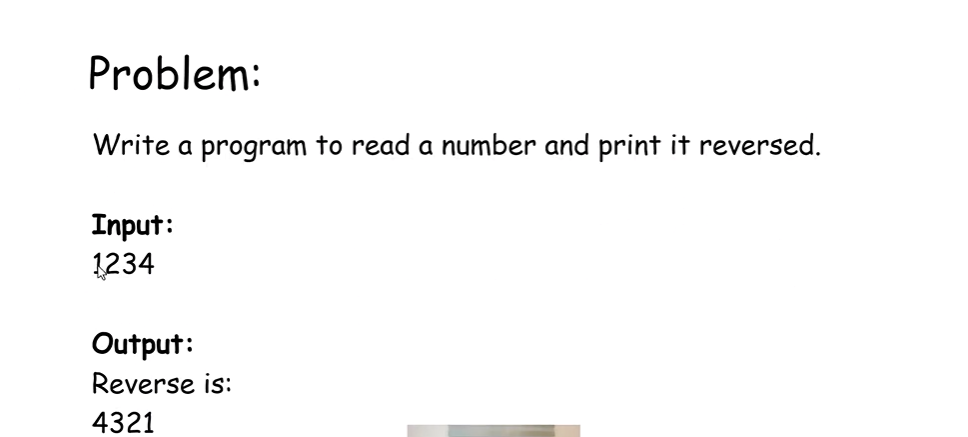 Problem:
Write a program to read a number and print it reversed.
Input:
1234
Output:
Reverse is:
4321